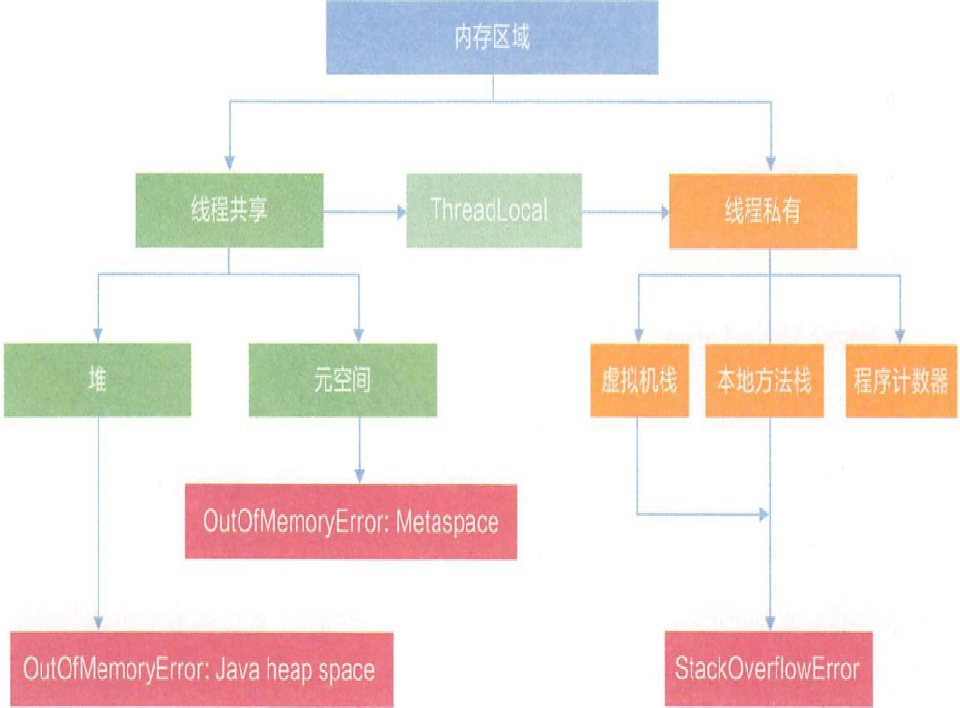 内存区域
线程共享
ThreadLocal
线程私有
堆
元空间
虚拟机栈
本地方法栈
程序计数器
OutOfMemoryError: Metaspace
OutOfMemoryError: Java heap space
StackOverflowError